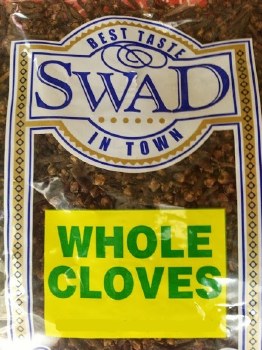 BEST TASTE
SWAD
IN TOWN
WHOLE
CLOVES